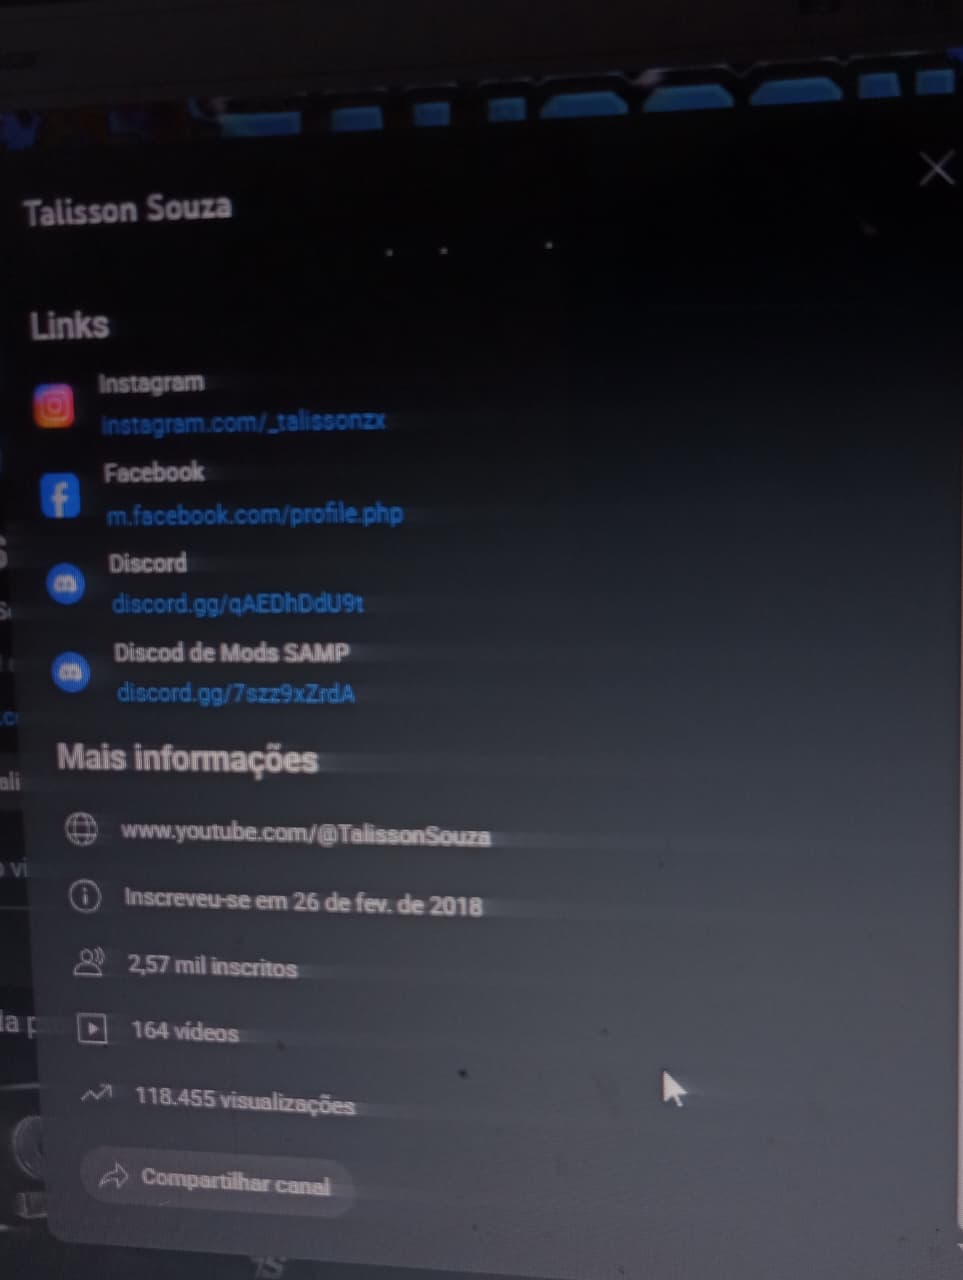 Talisson Souza
Links
Instagram
instagram.com/_talissonzx
Facebook
m.facebook.com/profile.php
Discord
discord.gg/qAEDhDdU9t
Discod de Mods SAMP
discord.gg/7szz9xZrdA
Mais informações
www.youtube.com/@TalissonSouza
Inscreveu-se em 26 de fev. de 2018
2,57 mil inscritos
164 vídeos
118.455 visualizações
Compartilhar canal